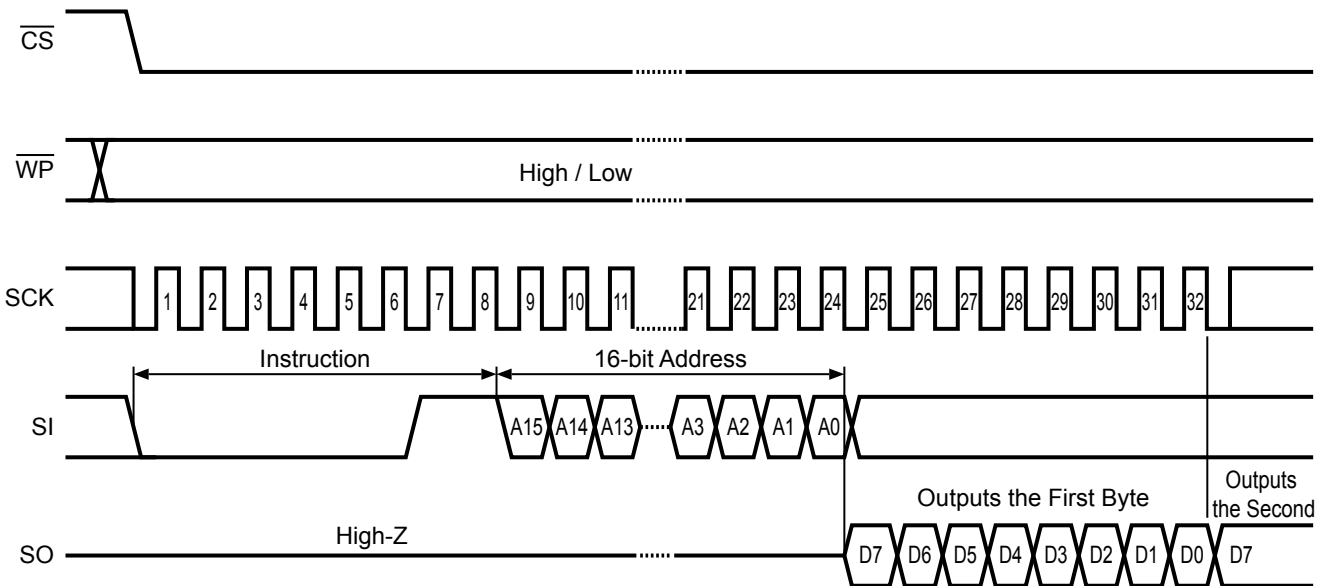 CS
WP
High / Low
SCK
1 2 3 4 5 6 7 8 9 10 11 21 22 23 24 25 26 27 28 29 30 31 32
Instruction
16-bit Address
SI
A15 A14 A13 A3 A2 A1 A0
Outputs the First Byte
Outputs
the Second
High-Z
SO
D7 D6 D5 D4 D3 D2 D1 D0 D7